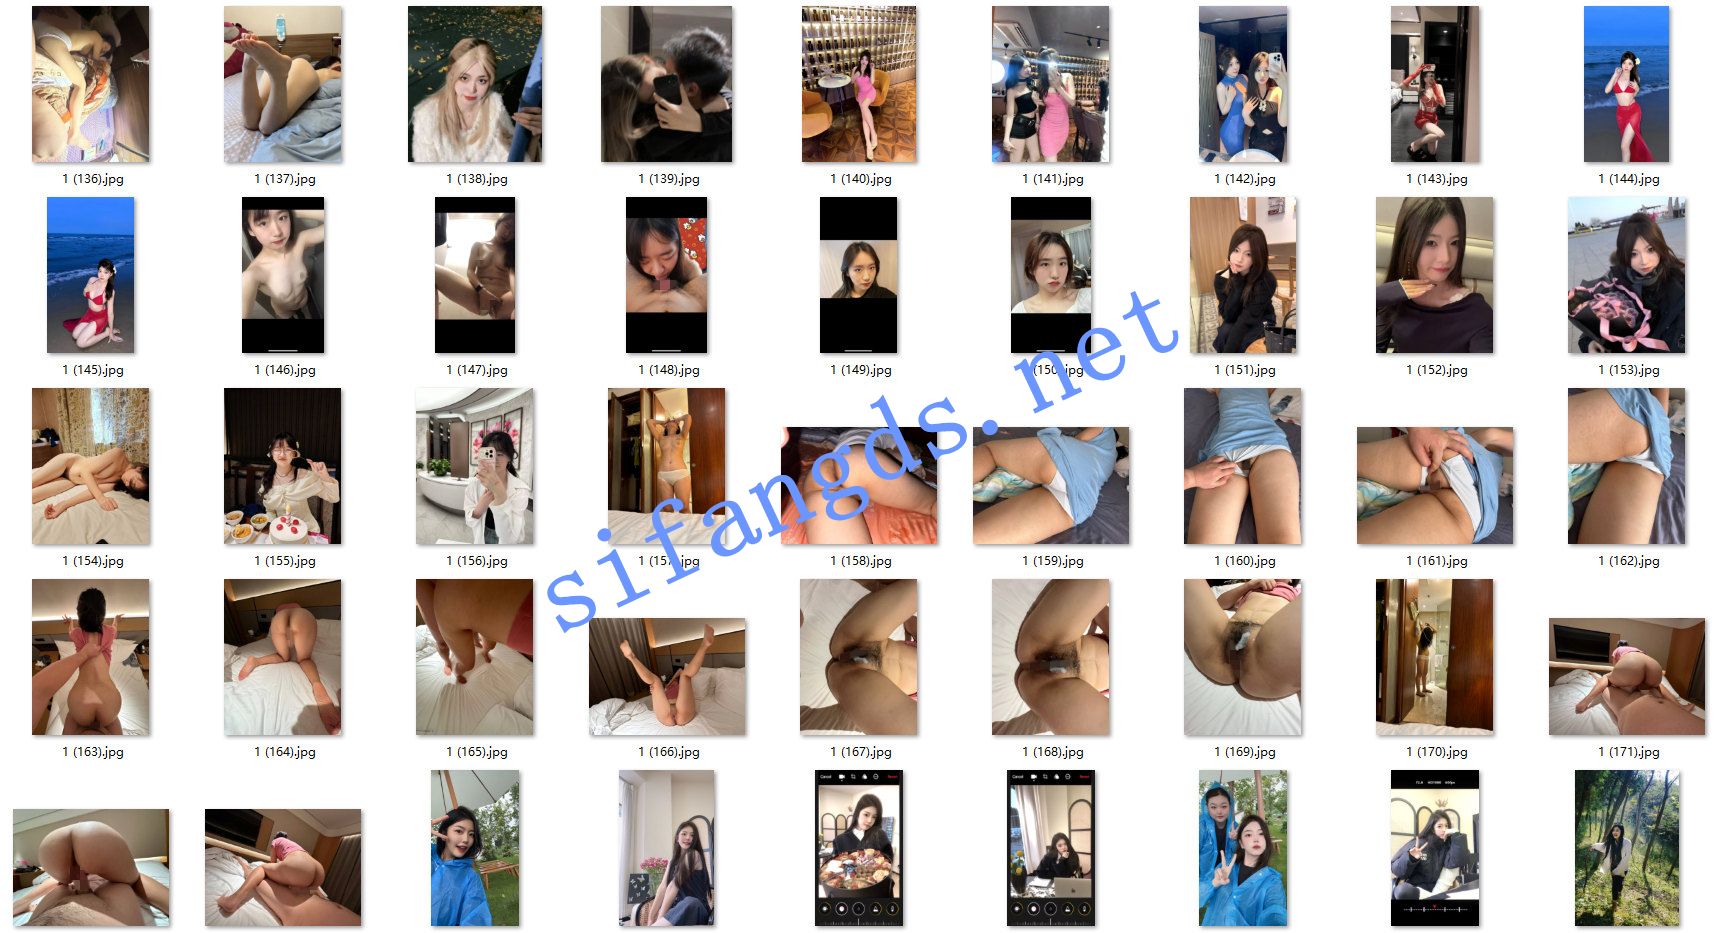 1 (136).jpg 1 (137).jpg 1 (138).jpg 1 (139).jpg 1 (140).jpg 1 (141).jpg 1 (142).jpg 1 (143).jpg 1 (144).jpg
1 (145).jpg 1 (146).jpg 1 (147).jpg 1 (148).jpg 1 (149).jpg 1 (150).jpg 1 (151).jpg 1 (152).jpg 1 (153).jpg
sifangds.net
1 (154).jpg 1 (155).jpg 1 (156).jpg 1 (157).jpg 1 (158).jpg 1 (159).jpg 1 (160).jpg 1 (161).jpg 1 (162).jpg
1 (163).jpg 1 (164).jpg 1 (165).jpg 1 (166).jpg 1 (167).jpg 1 (168).jpg 1 (169).jpg 1 (170).jpg 1 (171).jpg